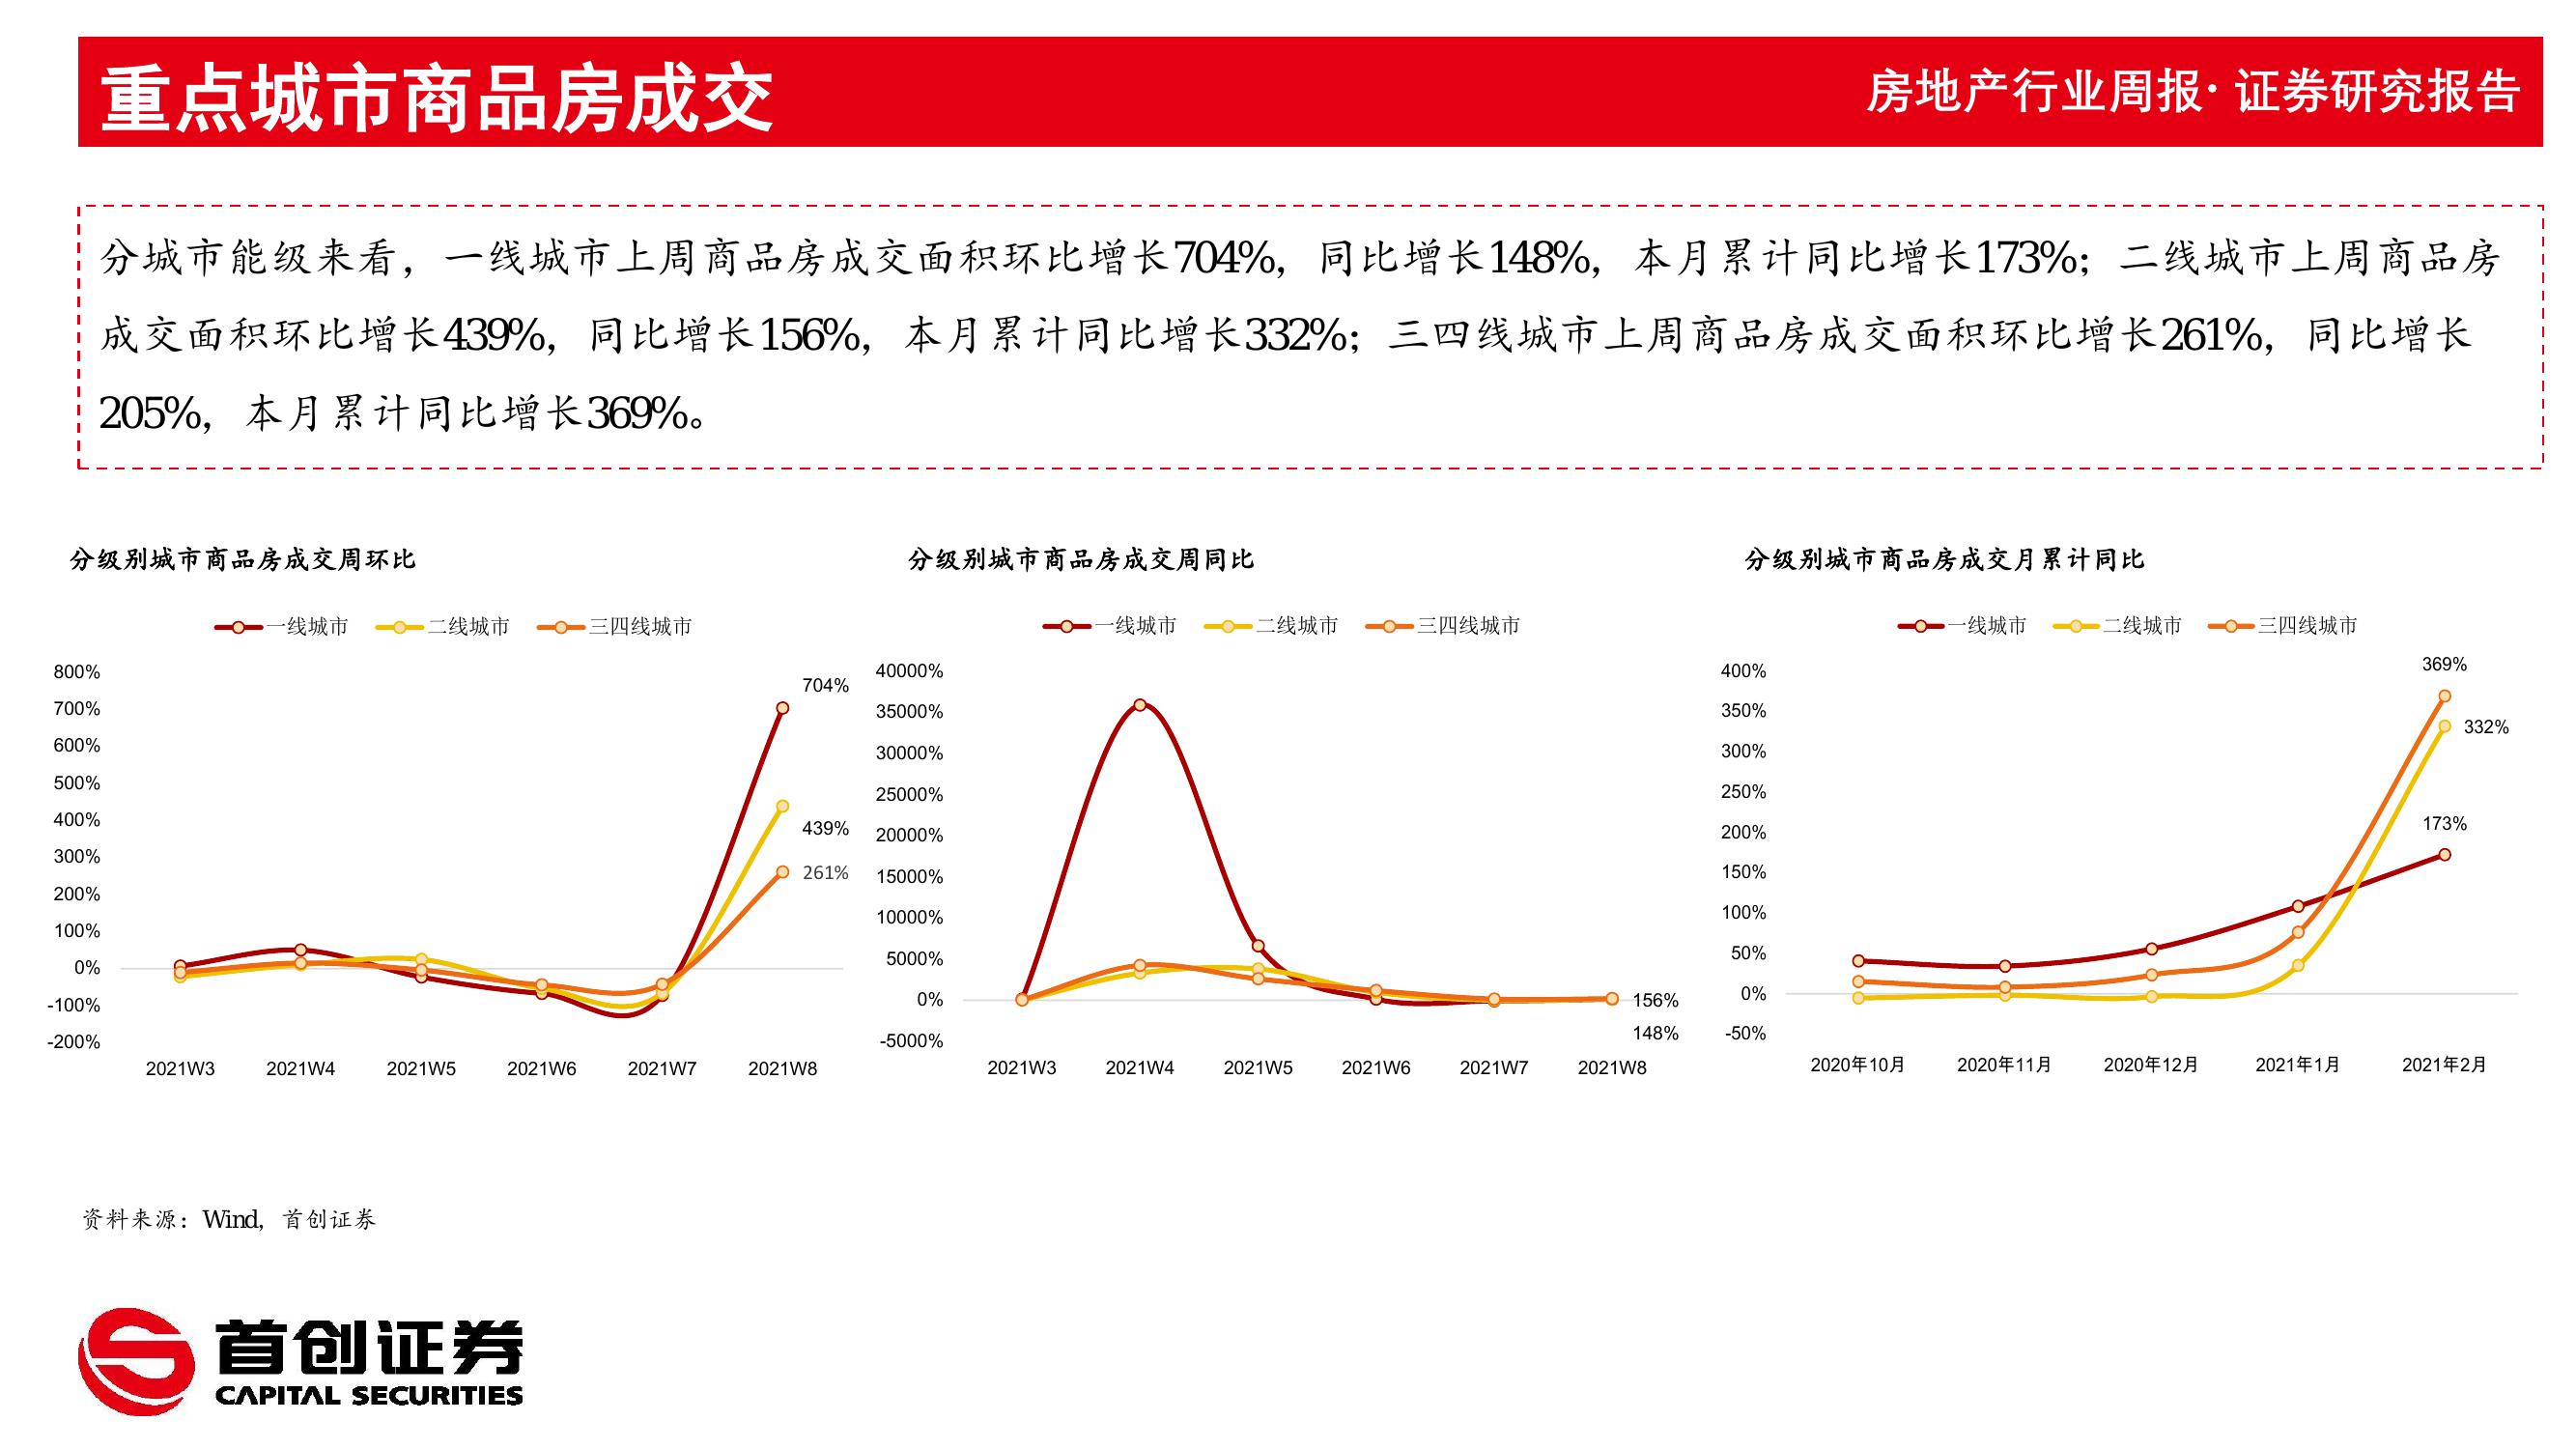 重点城市商品房成交
房地产行业周报· 证券研究报告
分城市能级来看，一线城市上周商品房成交面积环比增长704%，同比增长148%，本月累计同比增长173%；二线城市上周商品房
成交面积环比增长439%，同比增长156%，本月累计同比增长332%；三四线城市上周商品房成交面积环比增长261%，同比增长
205%，本月累计同比增长369%。
分级别城市商品房成交周环比
一线城市 二线城市 三四线城市
800%
700%
600%
500%
400%
300%
200%
100%
0%
-100%
-200%
704%
439%
261%
2021W3 2021W4 2021W5 2021W6 2021W7 2021W8
分级别城市商品房成交周同比
一线城市 二线城市 三四线城市
40000%
35000%
30000%
25000%
20000%
15000%
10000%
5000%
0%
-5000%
156%
148%
2021W3 2021W4 2021W5 2021W6 2021W7 2021W8
分级别城市商品房成交月累计同比
一线城市 二线城市 三四线城市
400%
350%
300%
250%
200%
150%
100%
50%
0%
-50%
369%
332%
173%
2020年10月 2020年11月 2020年12月 2021年1月 2021年2月
资料来源：Wind，首创证券
首创证券
CAPITAL SECURITIES